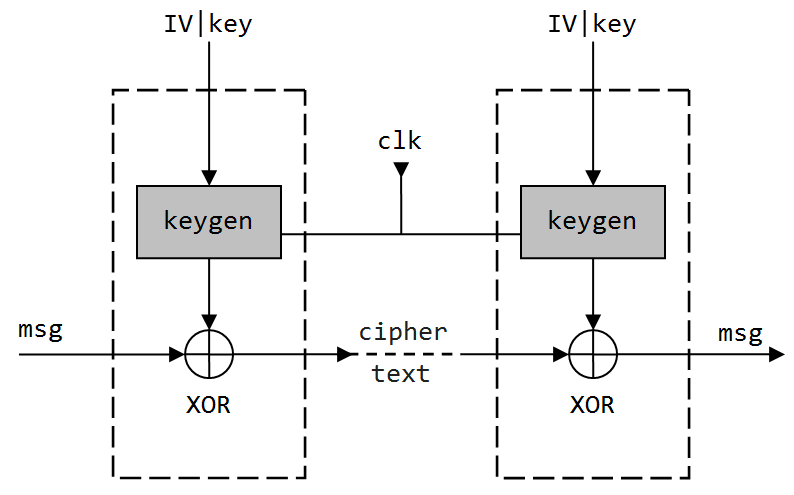 IV|key
IV|key
clk
keygen
keygen
msg
cipher
text
msg
XOR
XOR